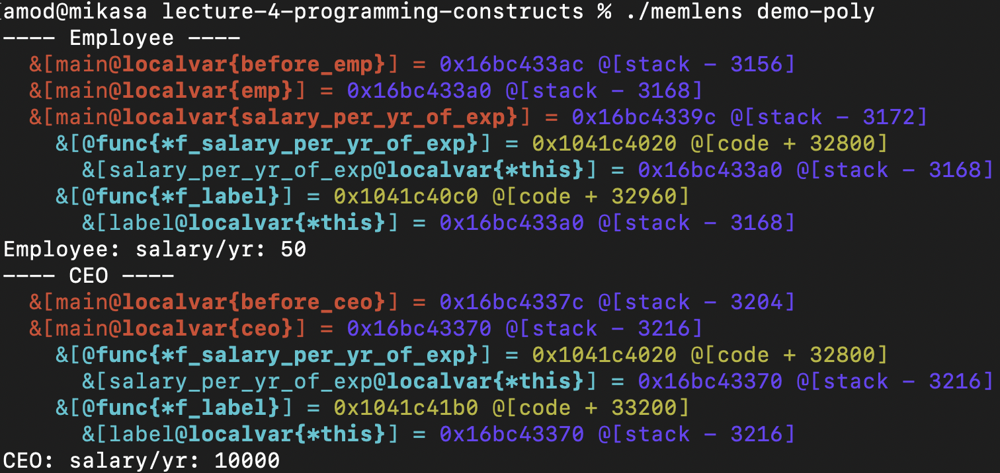 amod@mikasa lecture-4-programming-constructs % ./memlens demo-poly
---- Employee ----
&[main@localvar{before_emp}] = 0x16bc433ac @[stack - 3156]
&[main@localvar{emp}] = 0x16bc433a0 @[stack - 3168]
&[main@localvar{salary_per_yr_of_exp}] = 0x16bc4339c @[stack - 3172]
&[@func{*f_salary_per_yr_of_exp}] = 0x1041c4020 @[code + 32800]
&[salary_per_yr_of_exp@localvar{*this}] = 0x16bc433a0 @[stack - 3168]
&[@func{*f_label}] = 0x1041c40c0 @[code + 32960]
&[label@localvar{*this}] = 0x16bc433a0 @[stack - 3168]
Employee: salary/yr: 50
---- CEO ----
&[main@localvar{before_ceo}] = 0x16bc4337c @[stack - 3204]
&[main@localvar{ceo}] = 0x16bc43370 @[stack - 3216]
&[@func{*f_salary_per_yr_of_exp}] = 0x1041c4020 @[code + 32800]
&[salary_per_yr_of_exp@localvar{*this}] = 0x16bc43370 @[stack - 3216]
&[@func{*f_label}] = 0x1041c41b0 @[code + 33200]
&[label@localvar{*this}] = 0x16bc43370 @[stack - 3216]
CEO: salary/yr: 10000